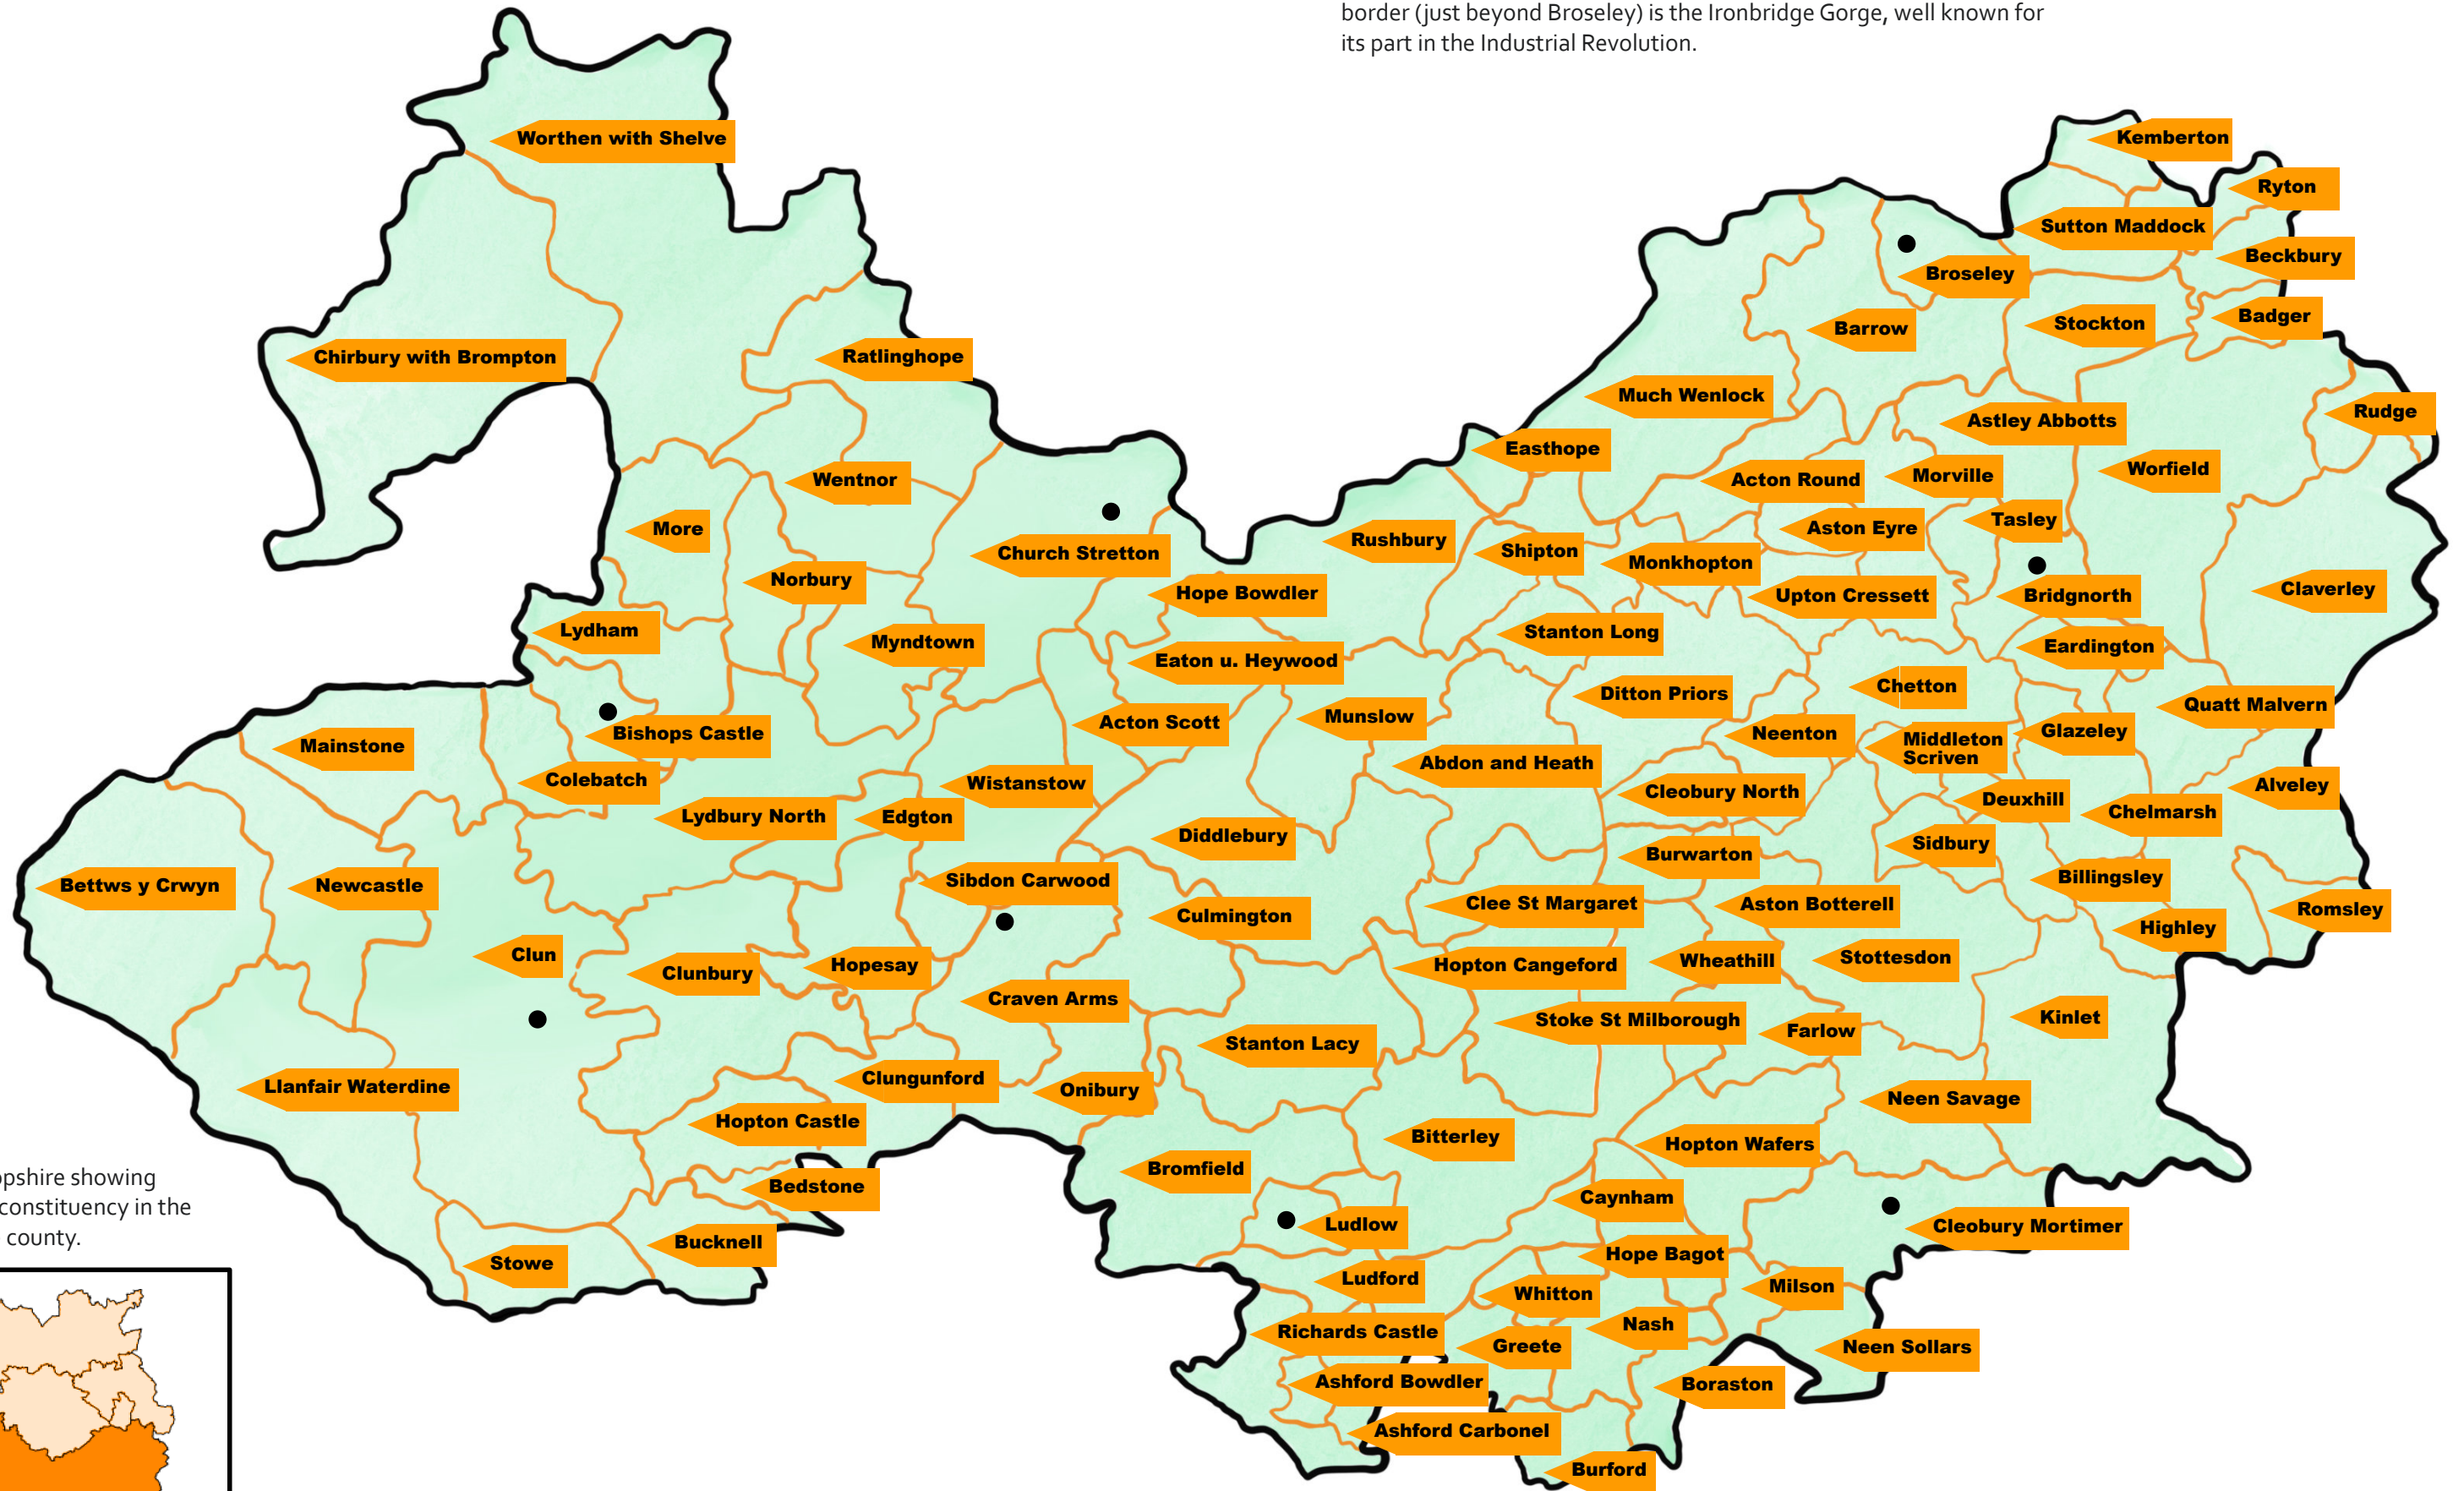 border (just beyond Broseley) is the Ironbridge Gorge, well known for
its part in the Industrial Revolution.
Worthen with Shelve
Kemberton
Ryton
Sutton Maddock
Beckbury
Broseley
Badger
Stockton
Barrow
Chirbury with Brompton
Ratlinghope
Much Wenlock
Rudge
Astley Abbotts
Easthope
Worfield
Morville
Acton Round
Wentnor
Tasley
Aston Eyre
More
Rushbury
Shipton
Church Stretton
Monkhopton
Norbury
Claverley
Hope Bowdler
Upton Cressett
Bridgnorth
Lydham
Stanton Long
Myndtown
Eardington
Eaton u. Heywood
Chetton
Ditton Priors
Quatt Malvern
Munslow
Acton Scott
Glazeley
Bishops Castle
Neenton
Middleton
Scriven
Mainstone
Abdon and Heath
Colebatch
Wistanstow
Alveley
Cleobury North
Deuxhill
Chelmarsh
Lydbury North
Edgton
Diddlebury
Sidbury
Burwarton
Billingsley
Sibdon Carwood
Bettws y Crwyn
Newcastle
Clee St Margaret
Aston Botterell
Romsley
Culmington
Highley
Clun
Stottesdon
Wheathill
Hopton Cangeford
Hopesay
Clunbury
Craven Arms
Kinlet
Stoke St Milborough
Farlow
Stanton Lacy
Clungunford
Llanfair Waterdine
Onibury
Neen Savage
Hopton Castle
Bitterley
Hopton Wafers
Bromfield
opshire showing
Bedstone
Caynham
constituency in the
Ludlow
Cleobury Mortimer
county.
Bucknell
Hope Bagot
Stowe
Ludford
Milson
Whitton
Nash
Richards Castle
Greete
Neen Sollars
Ashford Bowdler
Boraston
Ashford Carbonel
Burford